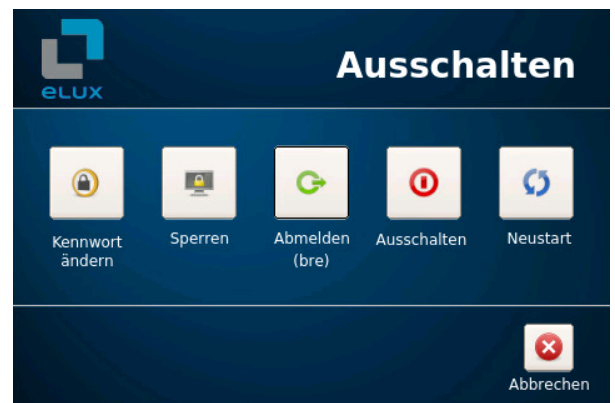 eLUX
Ausschalten
Kennwort
ändern
Sperren
Abmelden
(bre)
Ausschalten
Neustart
Abbrechen